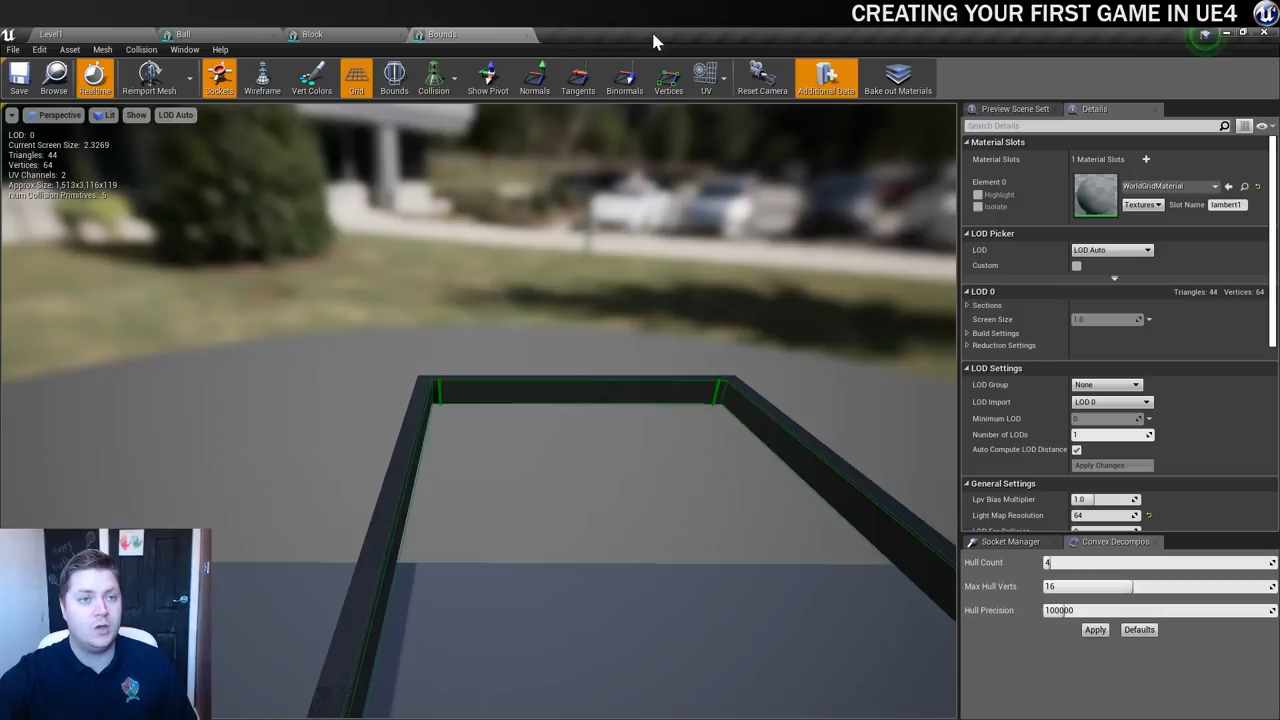 CREATING YOUR FIRST GAME IN UE4
Level1
Ball
Block
Bounds
File Edit Asset Mesh Collision Window Help
Save
Browse
Realtime
Reimport Mesh
Sockets
Wireframe
Vert Colors
Grid
Bounds
Collision
Show Pivot
Normals
Tangents
Binormals
Vertices
UV
Reset Camera
Additional Data
Bake out Materials
Perspective
Lit
Show
LOD Auto
LOD: 0
Current Screen Size: 2.3269
Triangles: 44
Vertices: 64
UV Channels: 2
Approx Size: 1,513x3,116x119
Num Collision Primitives: 5
Preview Scene Sett
Details
Search Details
Material Slots
Material Slots 1 Material Slots
Element 0
Highlight
Isolate
WorldGridMaterial
Textures Slot Name lambert1
LOD Picker
LOD LOD Auto
Custom
LOD 0 Triangles: 44 Vertices: 64
Sections
Screen Size 1.0
Build Settings
Reduction Settings
LOD Settings
LOD Group None
LOD Import LOD 0
Minimum LOD 0
Number of LODs 1
Auto Compute LOD Distance
Apply Changes
General Settings
Lpv Bias Multiplier 1.0
Light Map Resolution 64
Socket Manager
Convex Decompos
Hull Count 4
Max Hull Verts 16
Hull Precision 100000
Apply Defaults